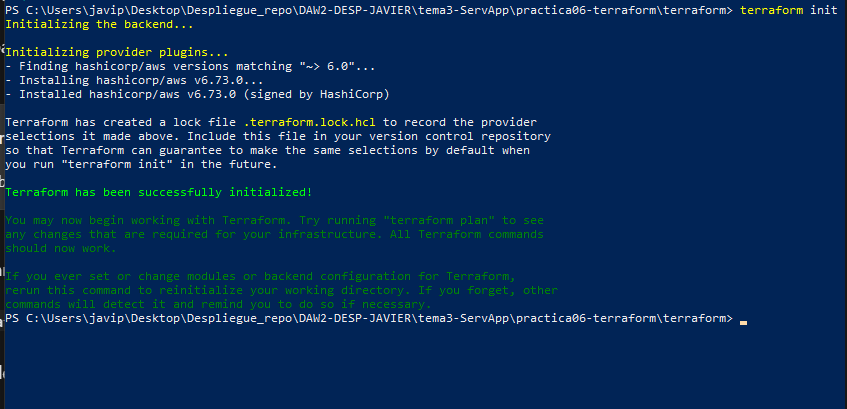 PS C:\Users\javip\Desktop\Despliegue_repo\DAW2-DESP-JAVIER\tema3-ServApp\practica06-terraform\terraform> terraform init
Initializing the backend...
Initializing provider plugins...
- Finding hashicorp/aws versions matching "~> 6.0"...
- Installing hashicorp/aws v6.73.0...
- Installed hashicorp/aws v6.73.0 (signed by HashiCorp)
Terraform has created a lock file .terraform.lock.hcl to record the provider
selections it made above. Include this file in your version control repository
so that Terraform can guarantee to make the same selections by default when
you run "terraform init" in the future.
Terraform has been successfully initialized!
You may now begin working with Terraform. Try running "terraform plan" to see
any changes that are required for your infrastructure. All Terraform commands
should now work.
If you ever set or change modules or backend configuration for Terraform,
rerun this command to reinitialize your working directory. If you forget, other
commands will detect it and remind you to do so if necessary.
PS C:\Users\javip\Desktop\Despliegue_repo\DAW2-DESP-JAVIER\tema3-ServApp\practica06-terraform\terraform>